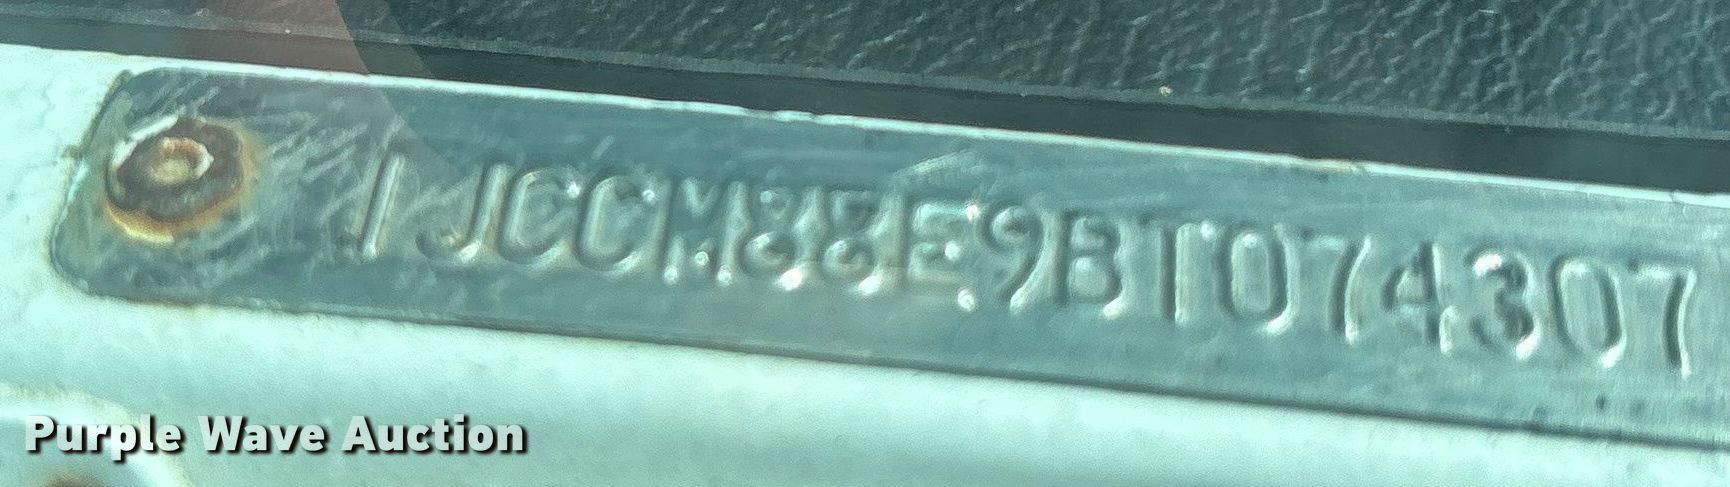 1JCCM88E9BT074307
Purple Wave Auction